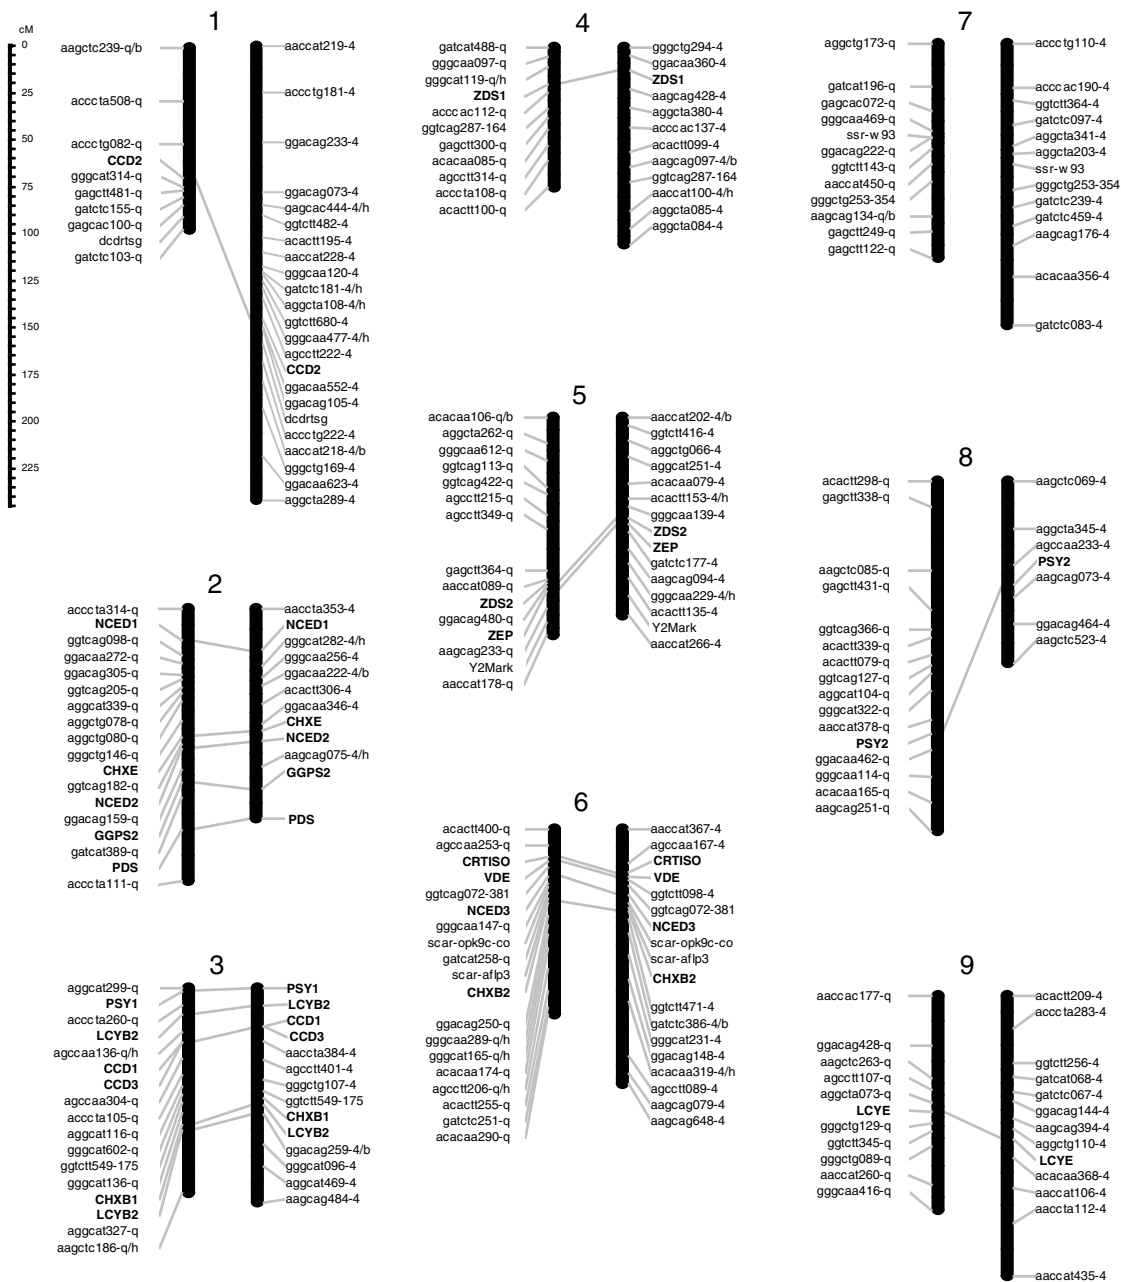 cM
0
25
50
75
100
125
150
175
200
225
1
aagctc239-q/b
acccta508-q
accctg082-q
CCD2
gggcat314-q
gagctt481-q
gatctc155-q
gagcac100-q
dcdrtsg
gatctc103-q
aaccat219-4
accctg181-4
ggacag233-4
ggacag073-4
gagcac444-4/h
ggtctt482-4
acactt195-4
aaccat228-4
gggcaa120-4
gatctc181-4/h
aggcta108-4/h
ggtctt680-4
gggcaa477-4/h
agcctt222-4
CCD2
ggacaa552-4
ggacag105-4
dcdrtsg
accctg222-4
aaccat218-4/b
gggctg169-4
ggacaa623-4
aggcta289-4
2
acccta314-q
NCED1
ggtcag098-q
ggacaa272-q
ggacag305-q
ggtcag205-q
aggcat339-q
aggctg078-q
aggctg080-q
gggctg146-q
CHXE
ggtcag182-q
NCED2
ggacag159-q
GGPS2
gatcat389-q
PDS
acccta111-q
aaccta353-4
NCED1
gggcat282-4/h
gggcaa256-4
ggacaa222-4/b
acactt306-4
ggacaa346-4
CHXE
NCED2
aagcag075-4/h
GGPS2
PDS
3
aggcat299-q
PSY1
acccta260-q
LCYB2
agccaa136-q/h
CCD1
CCD3
agccaa304-q
acccta105-q
aggcat116-q
gggcat602-q
ggtctt549-175
gggcat136-q
CHXB1
LCYB2
aggcat327-q
aagctc186-q/h
PSY1
LCYB2
CCD1
CCD3
aaccta384-4
agcctt401-4
gggctg107-4
ggtctt549-175
CHXB1
LCYB2
ggacag259-4/b
gggcat096-4
aggcat469-4
aagcag484-4
4
gatcat488-q
gggcaa097-q
gggcat119-q/h
ZDS1
acccac112-q
ggtcag287-164
gagctt300-q
acacaa085-q
agcctt314-q
acccta108-q
acactt100-q
gggctg294-4
ggacaa360-4
ZDS1
aagcag428-4
aggcta380-4
acccac137-4
acactt099-4
aagcag097-4/b
ggtcag287-164
aaccat100-4/h
aggcta085-4
aggcta084-4
5
acacaa106-q/b
aggcta262-q
gggcaa612-q
ggtcag113-q
ggtcag422-q
agcctt215-q
agcctt349-q
gagctt364-q
aaccat089-q
ZDS2
ggacag480-q
ZEP
aagcag233-q
Y2Mark
aaccat178-q
aaccat202-4/b
ggtctt416-4
aggctg066-4
aggcat251-4
acacaa079-4
acactt153-4/h
gggcaa139-4
ZDS2
ZEP
gatctc177-4
aagcag094-4
gggcaa229-4/h
acactt135-4
Y2Mark
aaccat266-4
6
acactt400-q
agccaa253-q
CRTISO
VDE
ggtcag072-381
NCED3
gggcaa147-q
scar-opk9c-co
gatcat258-q
scar-aflp3
CHXB2
ggacag250-q
gggcaa289-q/h
gggcat165-q/h
acacaa174-q
agcctt206-q/h
acactt255-q
gatctc251-q
acacaa290-q
aaccat367-4
agccaa167-4
CRTISO
VDE
ggtctt098-4
ggtcag072-381
NCED3
scar-opk9c-co
scar-aflp3
CHXB2
ggtctt471-4
gatctc386-4/b
gggcat231-4
ggacag148-4
acacaa319-4/h
agcctt089-4
aagcag079-4
aagcag648-4
7
aggctg173-q
gatcat196-q
gagcac072-q
gggcaa469-q
ssr-w93
ggacag222-q
ggtctt143-q
aaccat450-q
gggctg253-354
aagcag134-q/b
gagctt249-q
gagctt122-q
accctg110-4
acccac190-4
ggtctt364-4
gatctc097-4
aggcta341-4
aggcta203-4
ssr-w93
gggctg253-354
gatctc239-4
gatctc459-4
aagcag176-4
acacaa356-4
gatctc083-4
8
acactt298-q
gagctt338-q
aagctc085-q
gagctt431-q
ggtcag366-q
acactt339-q
acactt079-q
ggtcag127-q
aggcat104-q
gggcat322-q
aaccat378-q
PSY2
ggacaa462-q
gggcaa114-q
acacaa165-q
aagcag251-q
aagctc069-4
aggcta345-4
agccaa233-4
PSY2
aagcag073-4
ggacag464-4
aagctc523-4
9
aaccac177-q
ggacag428-q
aagctc263-q
agcctt107-q
aggcta073-q
LCYE
gggctg129-q
ggtctt345-q
gggctg089-q
aaccat260-q
gggcaa416-q
acactt209-4
acccta283-4
ggtctt256-4
gatcat068-4
gatctc067-4
ggacag144-4
aagcag394-4
aggctg110-4
LCYE
acacaa368-4
aaccat106-4
aaccta112-4
aaccat435-4